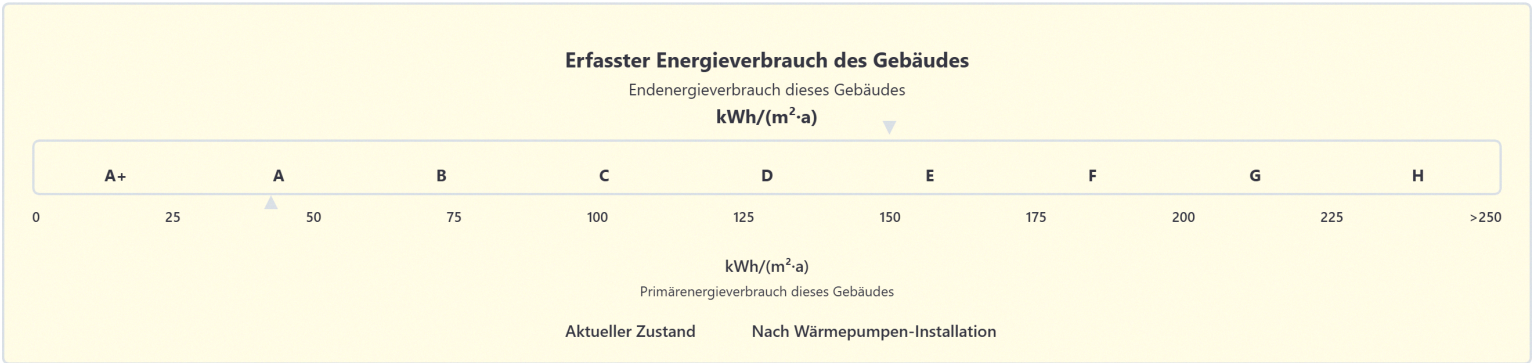 Erfasster Energieverbrauch des Gebäudes
Endenergieverbrauch dieses Gebäudes
kWh/(m²·a)
A+ A B C D E F G H
0 25 50 75 100 125 150 175 200 225 >250
kWh/(m²·a)
Primärenergieverbrauch dieses Gebäudes
Aktueller Zustand Nach Wärmepumpen-Installation